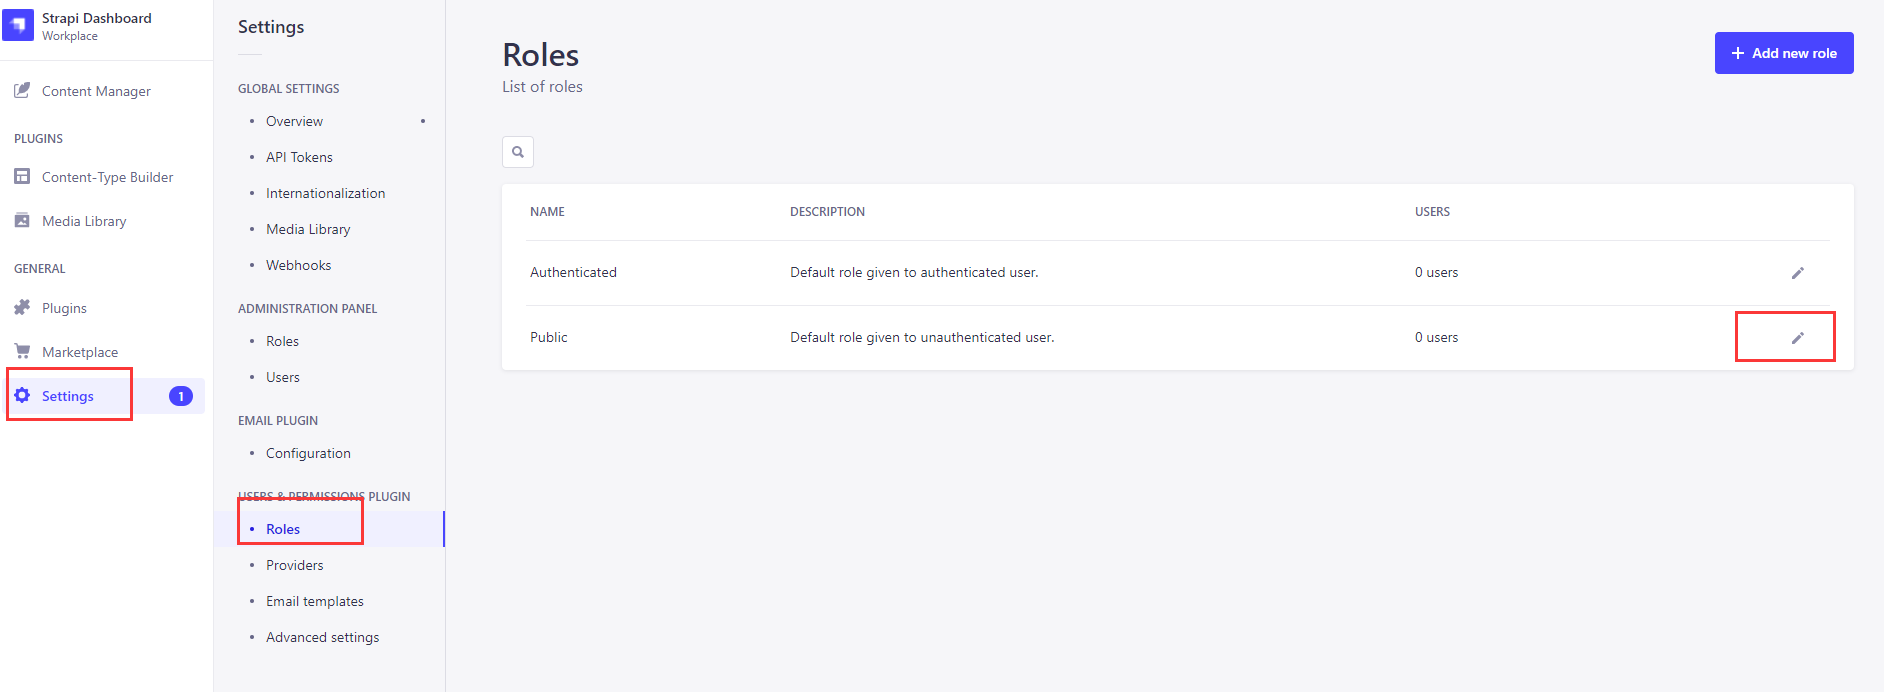 Strapi Dashboard
Workplace
Content Manager
PLUGINS
Content-Type Builder
Media Library
GENERAL
Plugins
Marketplace
Settings 1
Settings
GLOBAL SETTINGS
Overview
API Tokens
Internationalization
Media Library
Webhooks
ADMINISTRATION PANEL
Roles
Users
EMAIL PLUGIN
Configuration
USERS & PERMISSIONS PLUGIN
Roles
Providers
Email templates
Advanced settings
Roles
List of roles
Add new role
NAME DESCRIPTION USERS
Authenticated Default role given to authenticated user. 0 users
Public Default role given to unauthenticated user. 0 users